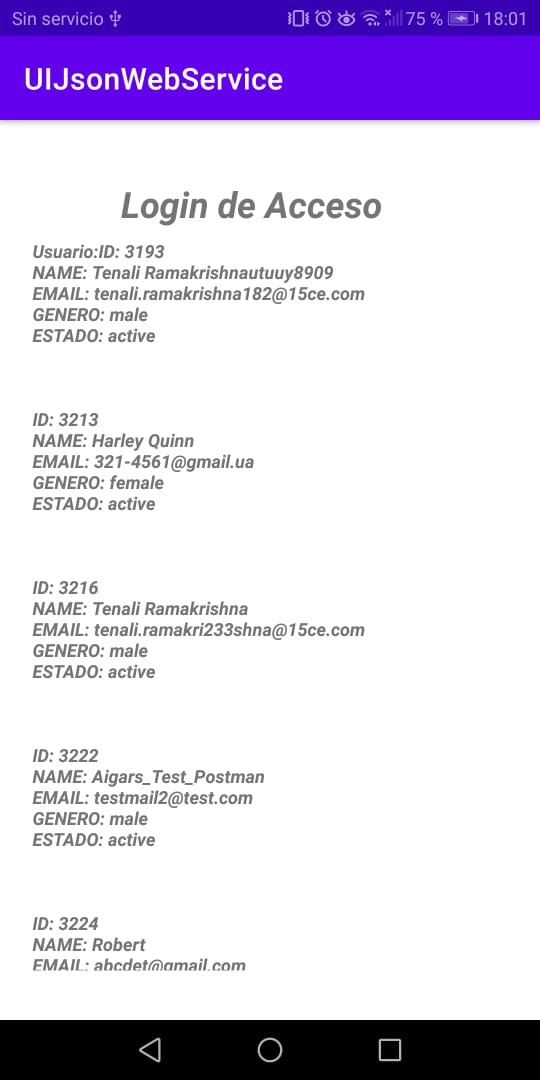 Sin servicio 75 % 18:01
UIJsonWebService
Login de Acceso
Usuario:ID: 3193
NAME: Tenali Ramakrishnautuuy8909
EMAIL: tenali.ramakrishna182@15ce.com
GENERO: male
ESTADO: active
ID: 3213
NAME: Harley Quinn
EMAIL: 321-4561@gmail.ua
GENERO: female
ESTADO: active
ID: 3216
NAME: Tenali Ramakrishna
EMAIL: tenali.ramakri233shna@15ce.com
GENERO: male
ESTADO: active
ID: 3222
NAME: Aigars_Test_Postman
EMAIL: testmail2@test.com
GENERO: male
ESTADO: active
ID: 3224
NAME: Robert
EMAIL: abcdet@gmail.com